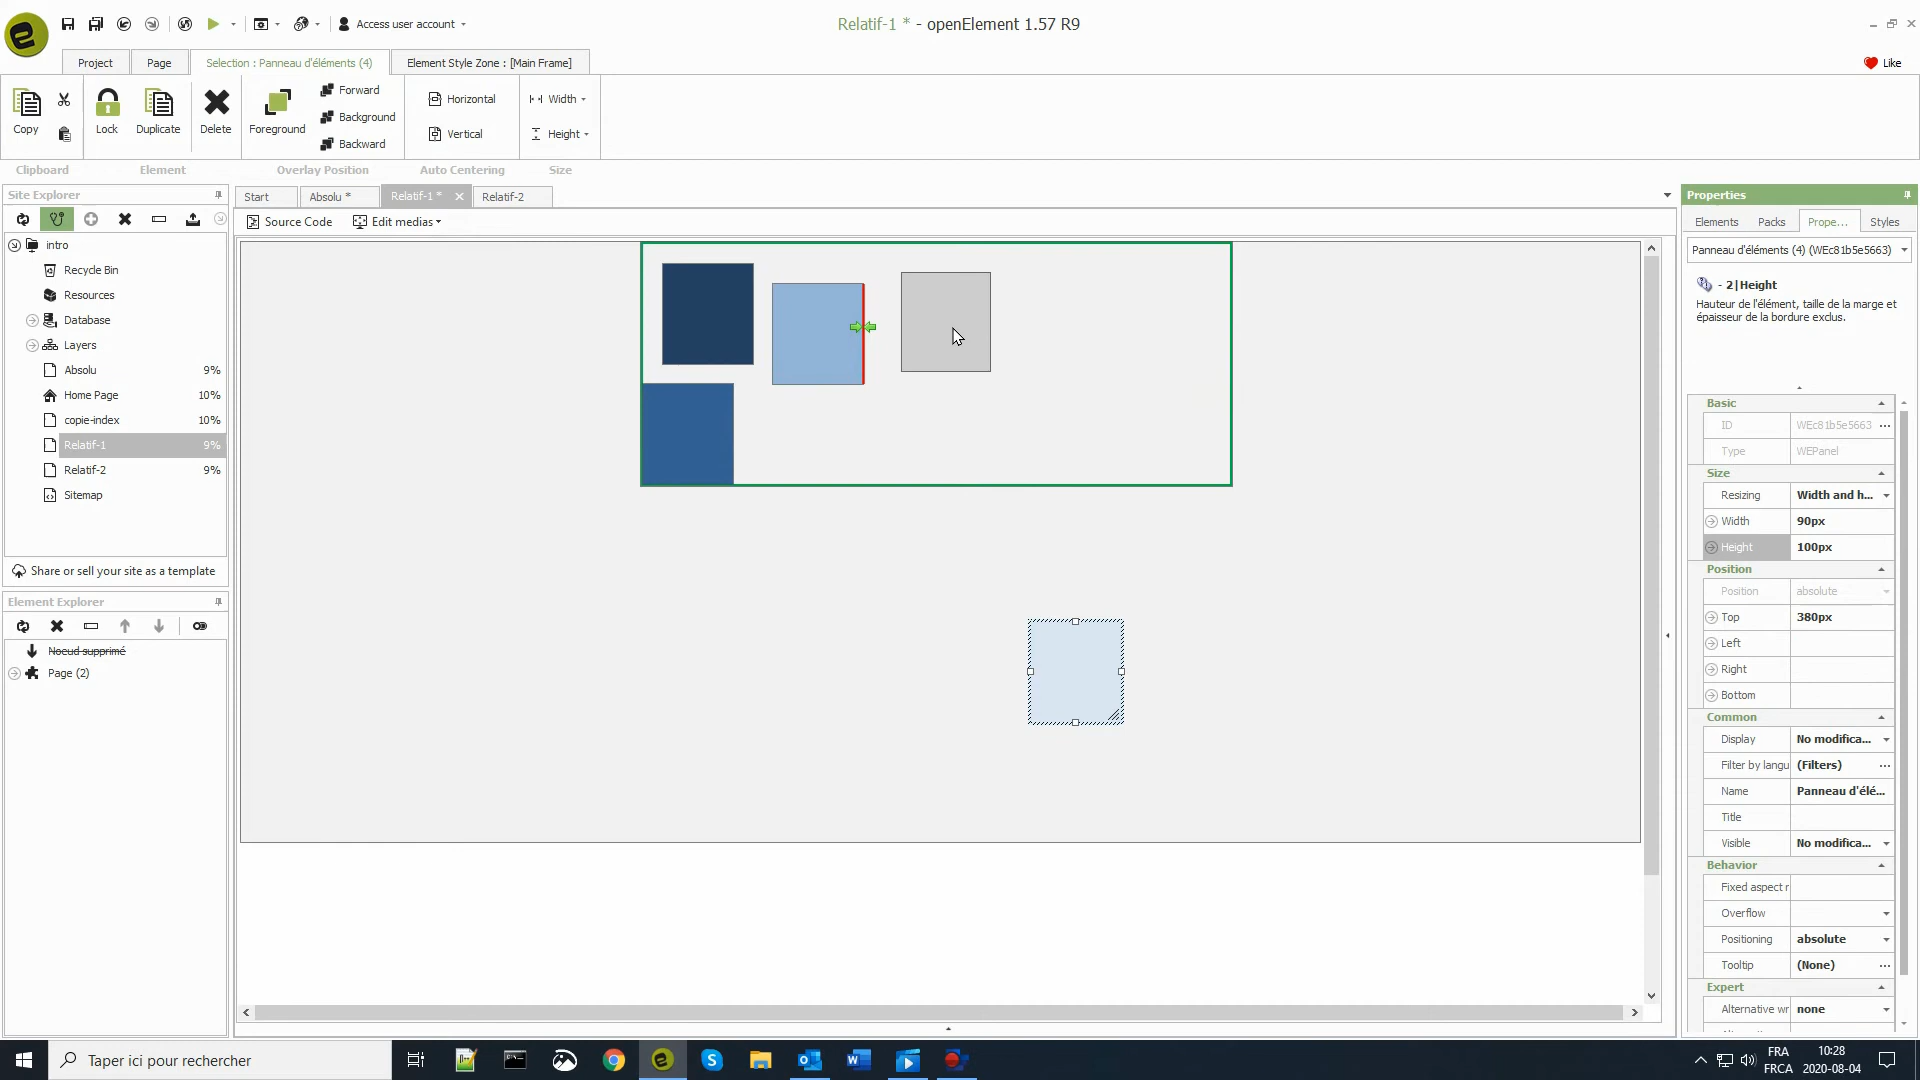 Access user account
Relatif-1 * - openElement 1.57 R9
Project
Page
Selection : Panneau d'éléments (4)
Element Style Zone : [Main Frame]
Like
Copy
Lock
Duplicate
Delete
Foreground
Forward
Background
Backward
Horizontal
Vertical
Width
Height
Clipboard
Element
Overlay Position
Auto Centering
Size
Site Explorer
intro
Recycle Bin
Resources
Database
Layers
Absolu 9%
Home Page 10%
copie-index 10%
Relatif-1 9%
Relatif-2 9%
Sitemap
Share or sell your site as a template
Element Explorer
Noeud supprimé
Page (2)
Start
Absolu *
Relatif-1 *
Relatif-2
Source Code
Edit medias
Properties
Elements
Packs
Prope...
Styles
Panneau d'éléments (4) (WEc81b5e5663)
- 2|Height
Hauteur de l'élément, taille de la marge et
épaisseur de la bordure exclus.
Basic
ID WEc81b5e5663 ...
Type WEPanel
Size
Resizing Width and h...
Width 90px
Height 100px
Position
Position absolute
Top 380px
Left
Right
Bottom
Common
Display No modifica...
Filter by langu (Filters) ...
Name Panneau d'élé...
Title
Visible No modifica...
Behavior
Fixed aspect r
Overflow
Positioning absolute
Tooltip (None) ...
Expert
Alternative wr none
Taper ici pour rechercher
FRA
FRCA
10:28
2020-08-04